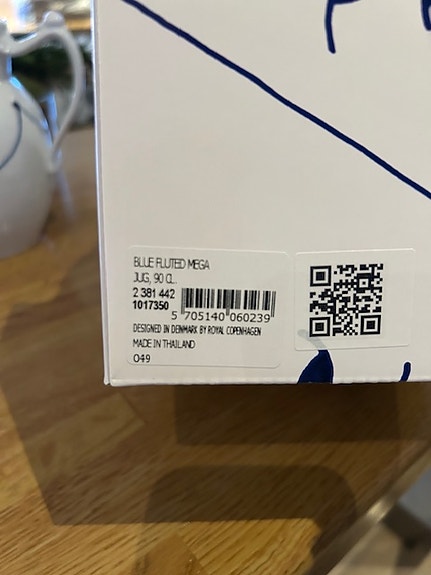 BLUE FLUTED MEGA
JUG, 90 CL.
2 381 442
1017350
5 705140 060239
DESIGNED IN DENMARK BY ROYAL COPENHAGEN
MADE IN THAILAND
049